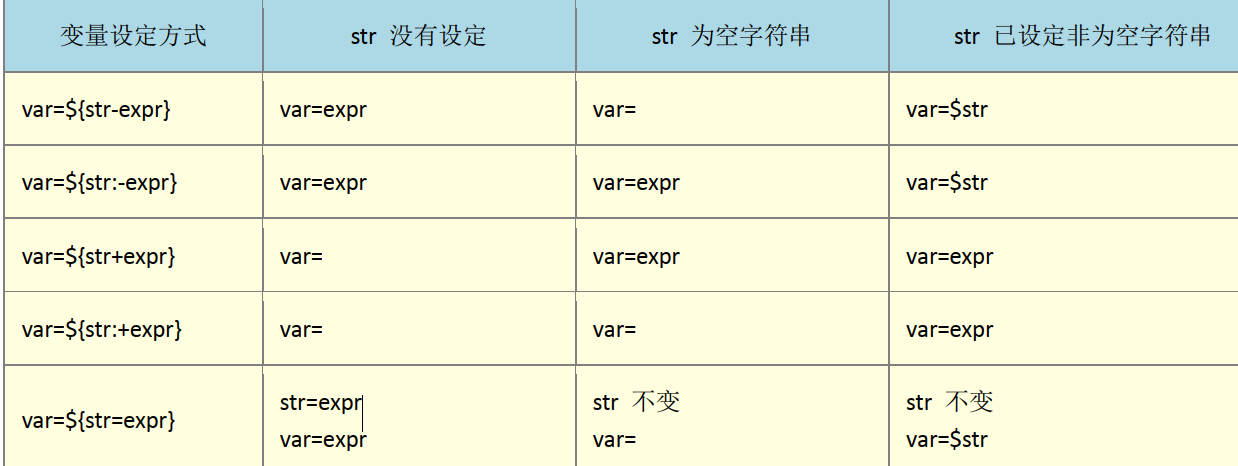 变量设定方式 str 没有设定 str 为空字符串 str 已设定非为空字符串
var=${str-expr} var=expr var= var=$str
var=${str:-expr} var=expr var=expr var=$str
var=${str+expr} var= var=expr var=expr
var=${str:+expr} var= var= var=expr
var=${str=expr} str=expr str 不变 str 不变
var=expr var= var=$str